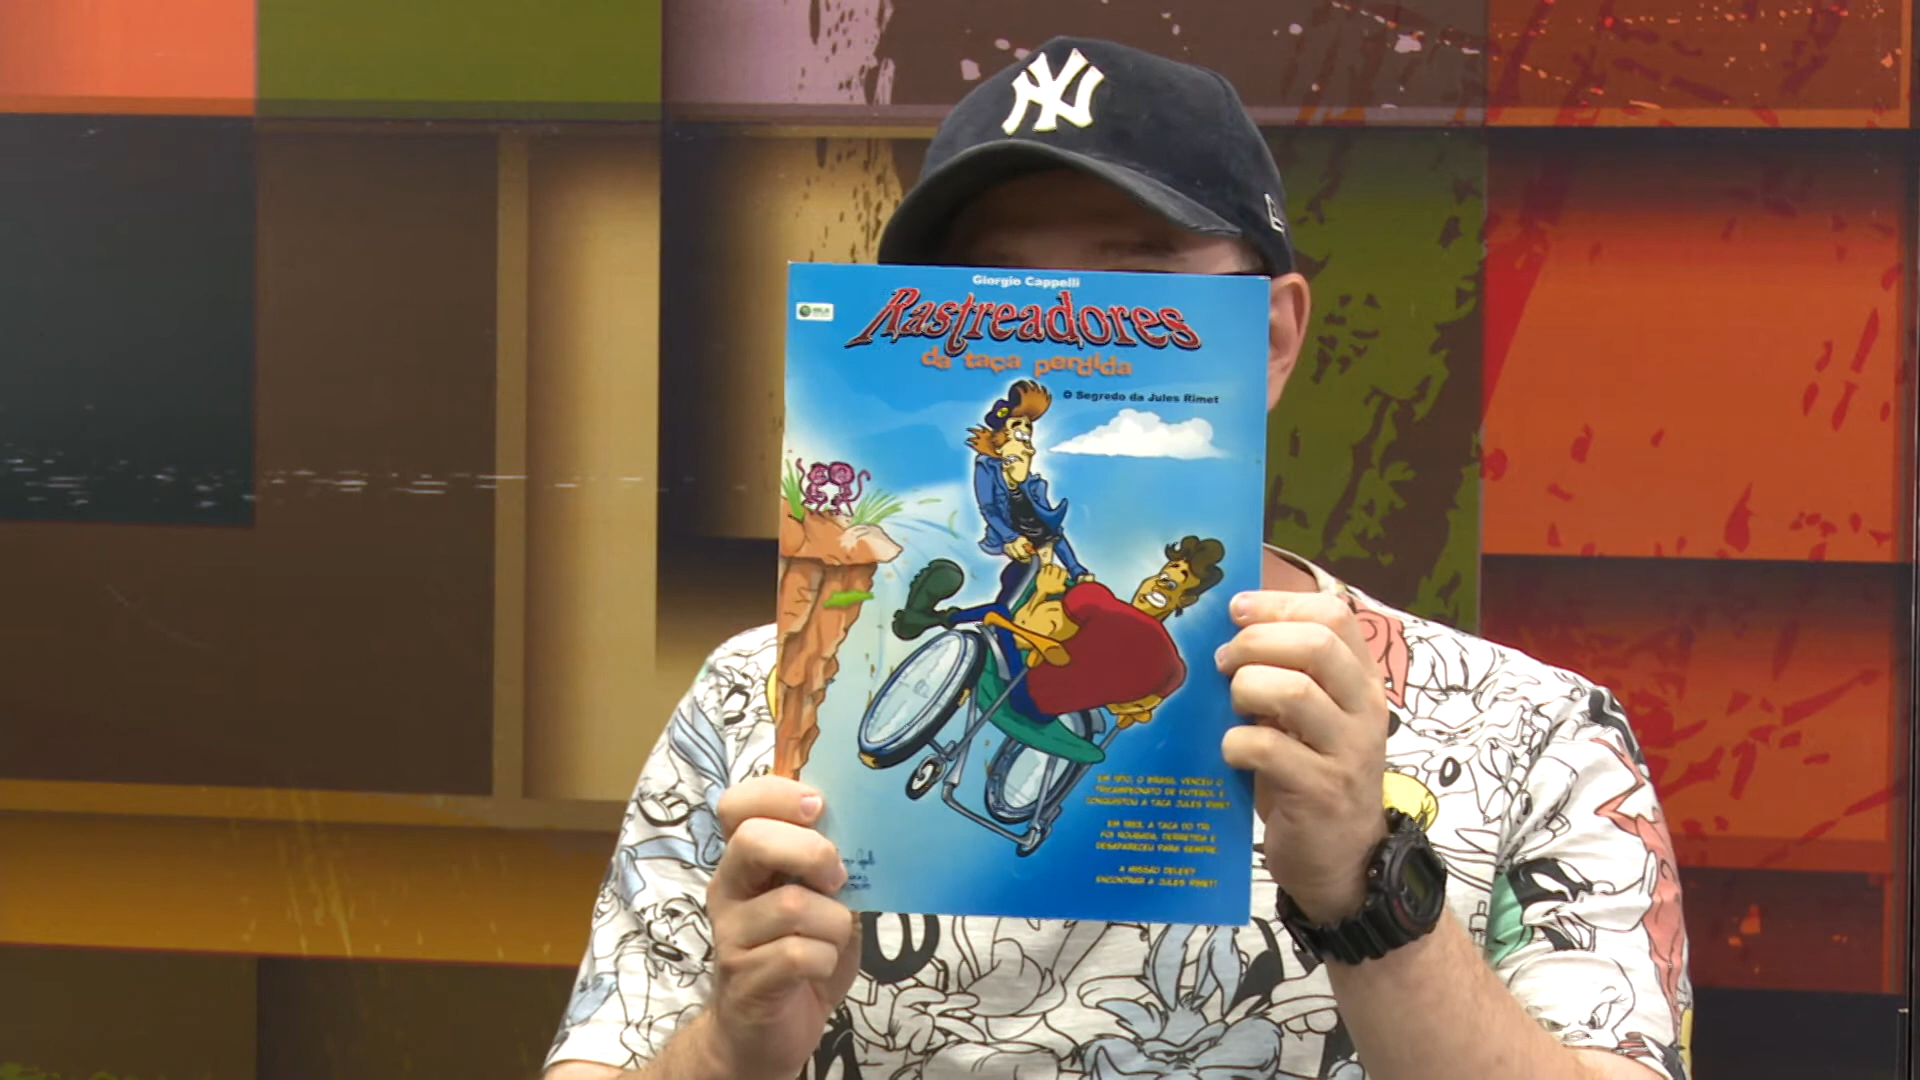 NY
Giorgio Cappelli
Rastreadores
da taça perdida
O Segredo da Jules Rimet
EM 1970, O BRASIL VENCEU O
TRICAMPEONATO DE FUTEBOL E
CONQUISTOU A TAÇA JULES RIMET.
EM 1983, A TAÇA DO TRI
FOI ROUBADA, DERRETIDA E
DESAPARECEU PARA SEMPRE.
A MISSÃO DELES?
ENCONTRAR A JULES RIMET!